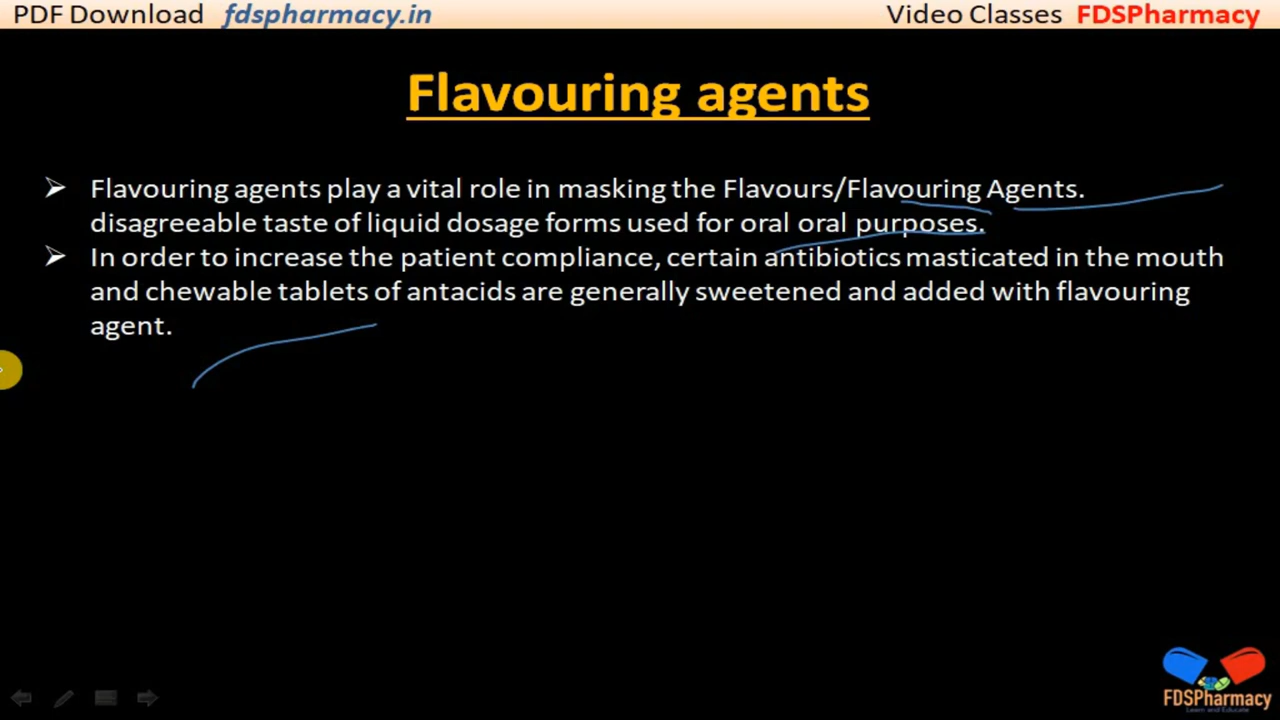 PDF Download fdspharmacy.in Video Classes FDSPharmacy
Flavouring agents
Flavouring agents play a vital role in masking the Flavours/Flavouring Agents.
disagreeable taste of liquid dosage forms used for oral oral purposes.
In order to increase the patient compliance, certain antibiotics masticated in the mouth
and chewable tablets of antacids are generally sweetened and added with flavouring
agent.
FDSPharmacy
Learn and Educate